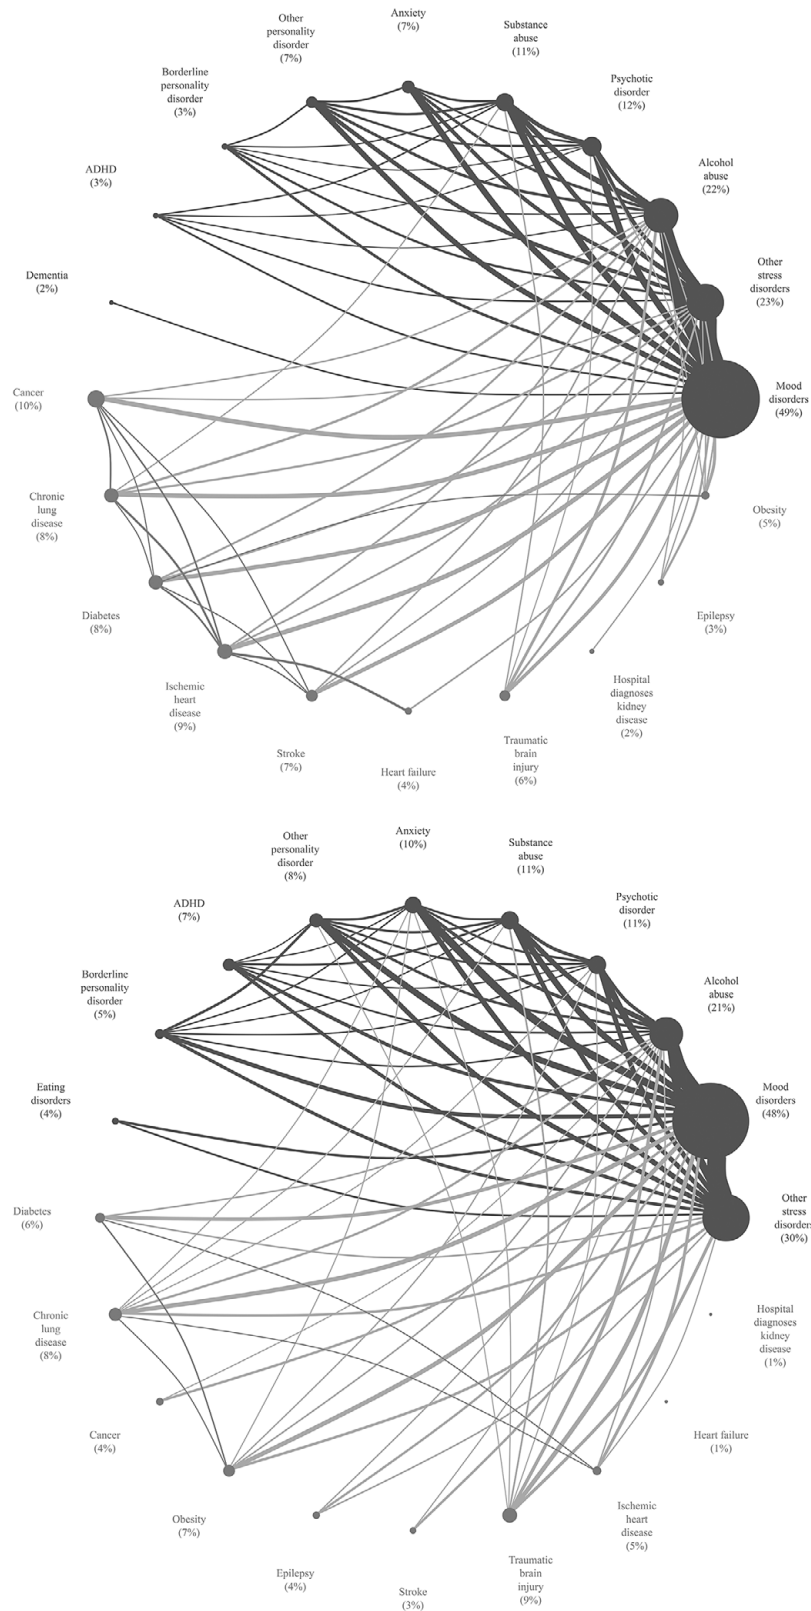 Anxiety
(7%)
Other
personality
disorder
(7%)
Substance
abuse
(11%)
Borderline
personality
disorder
(3%)
Psychotic
disorder
(12%)
ADHD
(3%)
Alcohol
abuse
(22%)
Dementia
(2%)
Other
stress
disorders
(23%)
Cancer
(10%)
Mood
disorders
(49%)
Chronic
lung
disease
(8%)
Obesity
(5%)
Diabetes
(8%)
Epilepsy
(3%)
Ischemic
heart
disease
(9%)
Hospital
diagnoses
kidney
disease
(2%)
Stroke
(7%)
Heart failure
(4%)
Traumatic
brain
injury
(6%)
Anxiety
(10%)
Other
personality
disorder
(8%)
Substance
abuse
(11%)
ADHD
(7%)
Psychotic
disorder
(11%)
Borderline
personality
disorder
(5%)
Alcohol
abuse
(21%)
Eating
disorders
(4%)
Mood
disorders
(48%)
Diabetes
(6%)
Other
stress
disorders
(30%)
Chronic
lung
disease
(8%)
Hospital
diagnoses
kidney
disease
(1%)
Cancer
(4%)
Heart failure
(1%)
Obesity
(7%)
Ischemic
heart
disease
(5%)
Epilepsy
(4%)
Stroke
(3%)
Traumatic
brain
injury
(9%)